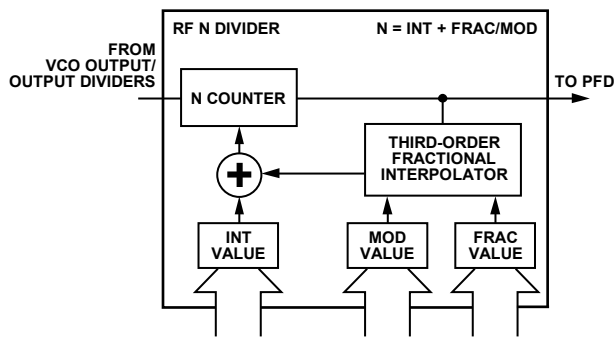 RF N DIVIDER
N = INT + FRAC/MOD
FROM
VCO OUTPUT/
OUTPUT DIVIDERS
N COUNTER
TO PFD
THIRD-ORDER
FRACTIONAL
INTERPOLATOR
+
INT
VALUE
MOD
VALUE
FRAC
VALUE